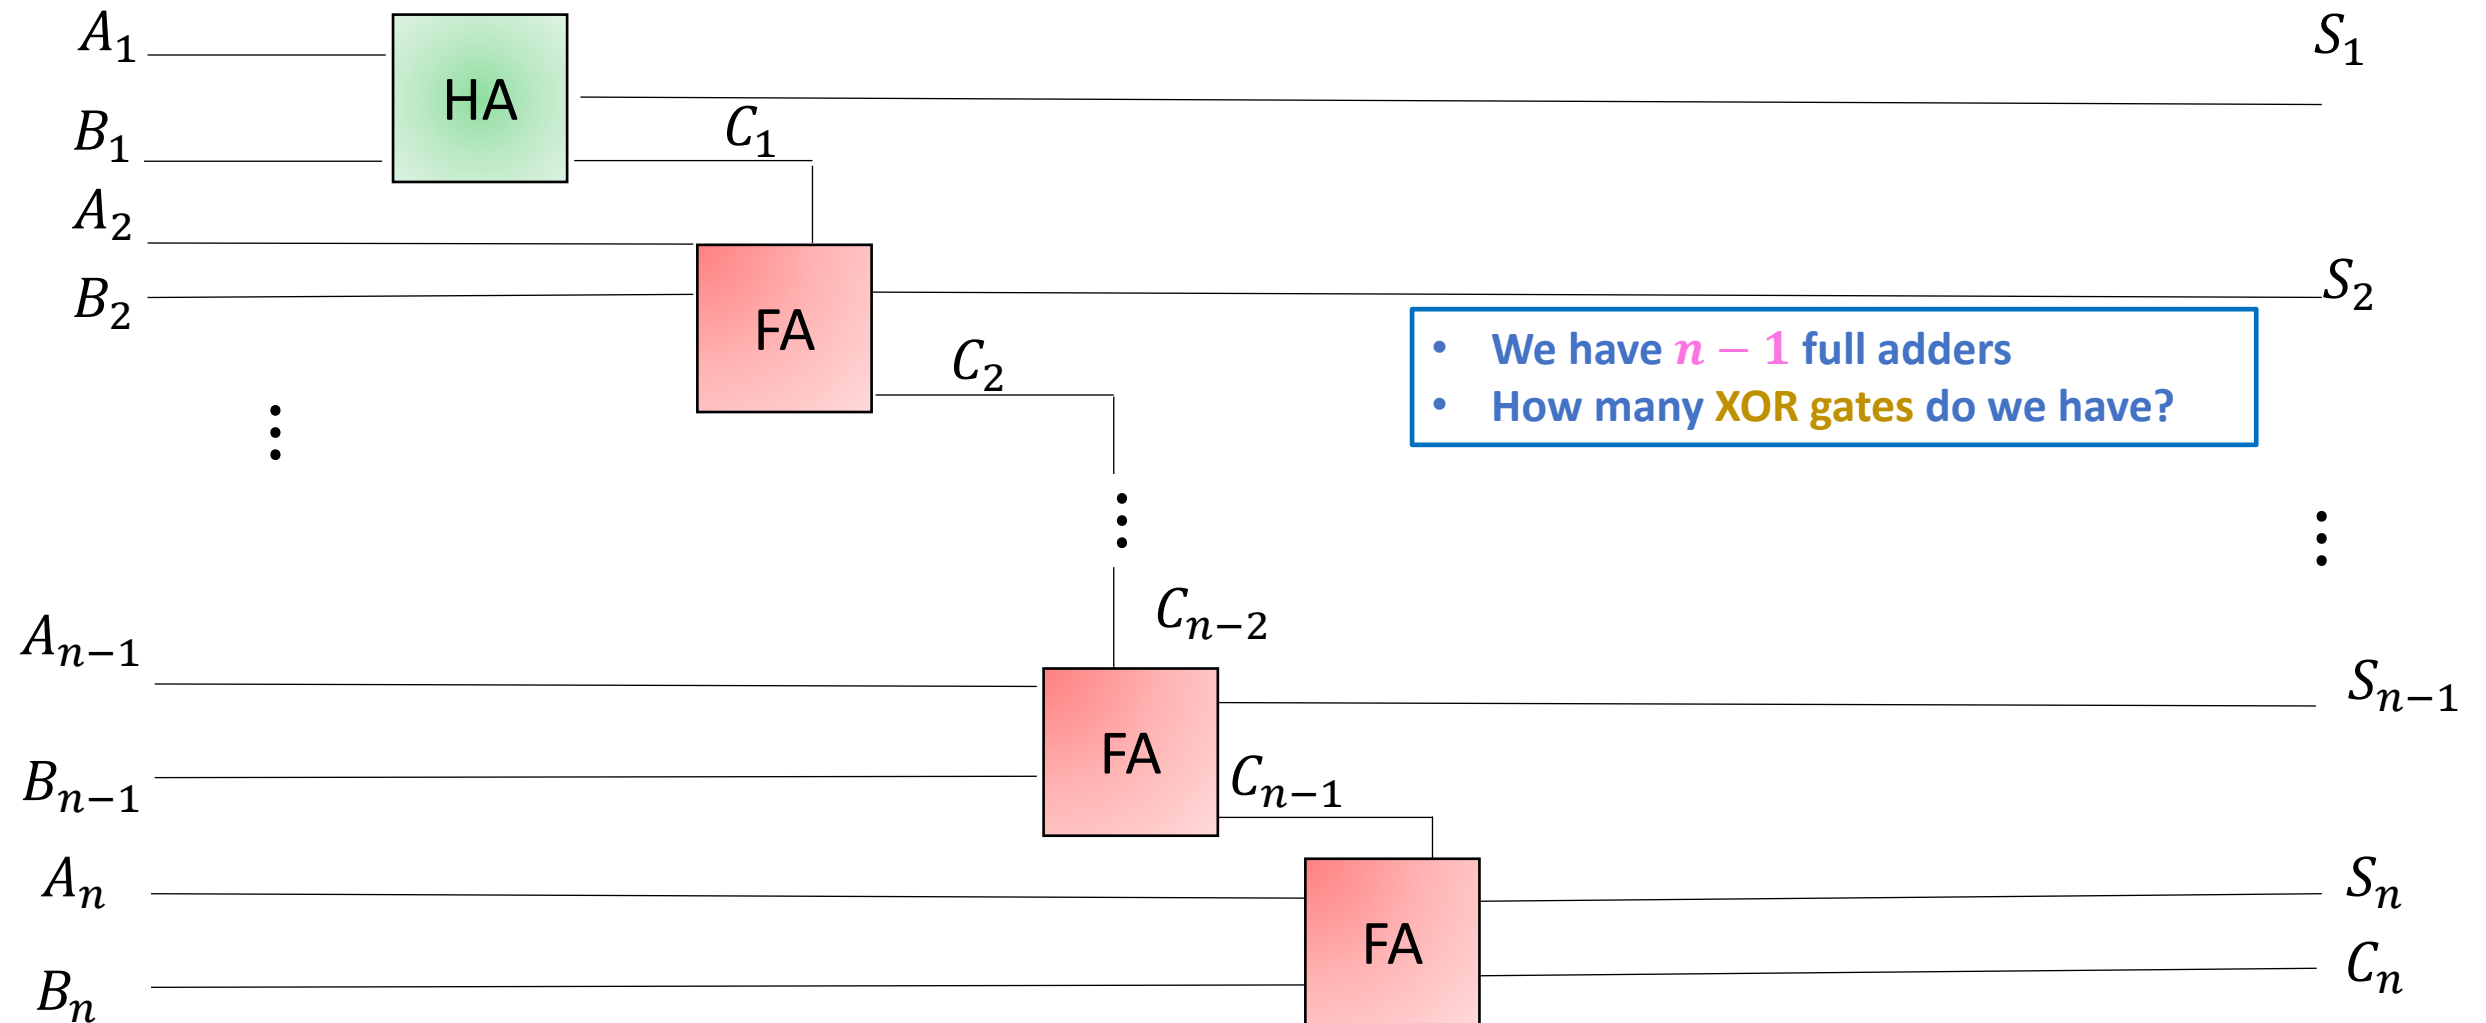 A₁
S₁
HA
B₁
C₁
A₂
S₂
B₂
FA
C₂
• We have n − 1 full adders
• How many XOR gates do we have?
⋮
⋮
⋮
Cₙ₋₂
Aₙ₋₁
Sₙ₋₁
FA
Bₙ₋₁
Cₙ₋₁
Aₙ
Sₙ
FA
Bₙ
Cₙ